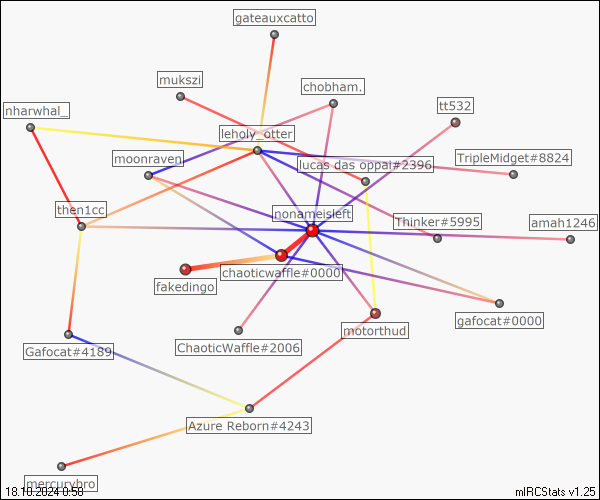 gateauxcatto
mukszi
chobham.
nharwhal_
tt532
leholy_otter
moonraven
lucas das oppai#2396
TripleMidget#8824
then1cc
nonameisleft
Thinker#5995
amah1246
chaoticwaffle#0000
fakedingo
gafocat#0000
motorthud
Gafocat#4189
ChaoticWaffle#2006
Azure Reborn#4243
mercurybro
18.10.2024 0:58
mIRCStats v1.25